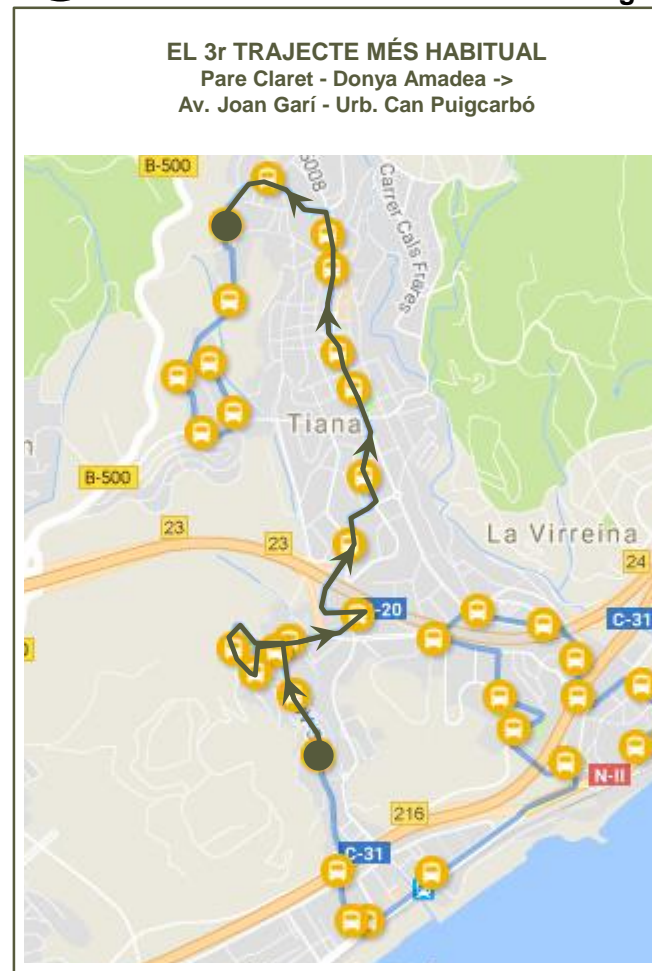 g
EL 3r TRAJECTE MÉS HABITUAL
Pare Claret - Donya Amadea ->
Av. Joan Garí - Urb. Can Puigcarbó
B-500
5008
Carrer Cals Frares
Tiana
B-500
23
23
La Virreina
24
-20
C-31
N-II
216
C-31